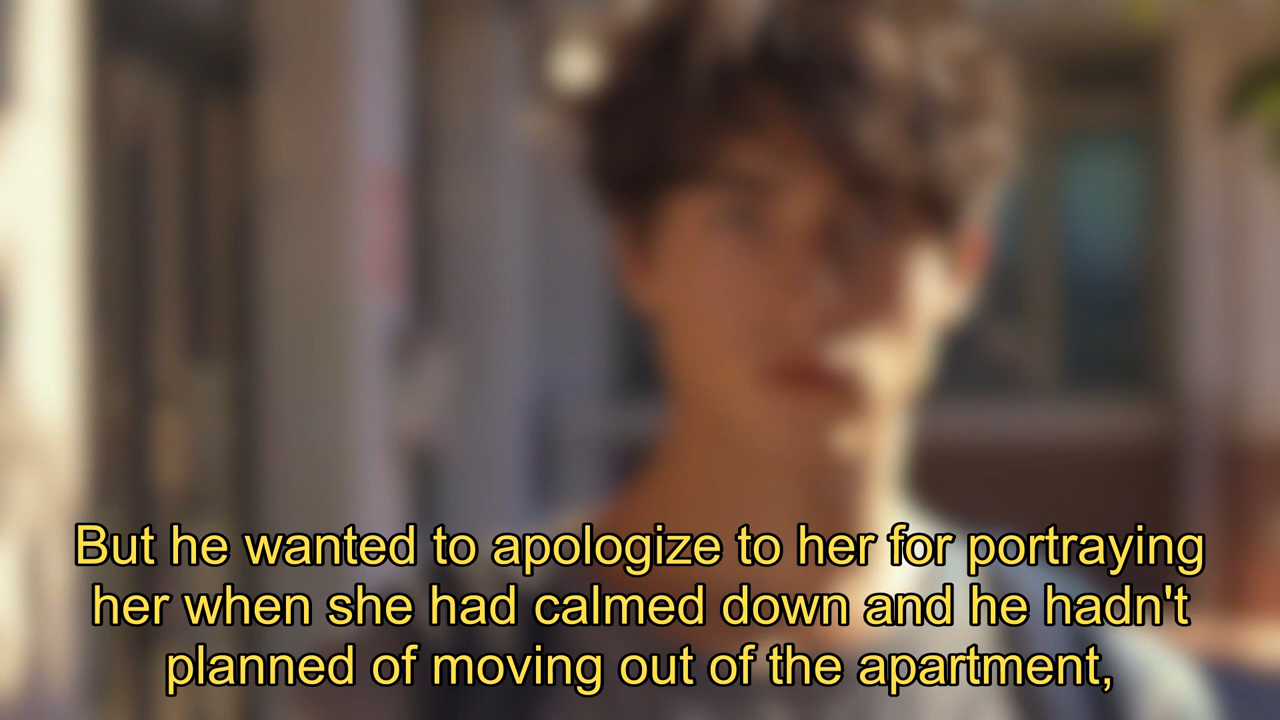 But he wanted to apologize to her for portraying
her when she had calmed down and he hadn't
planned of moving out of the apartment,